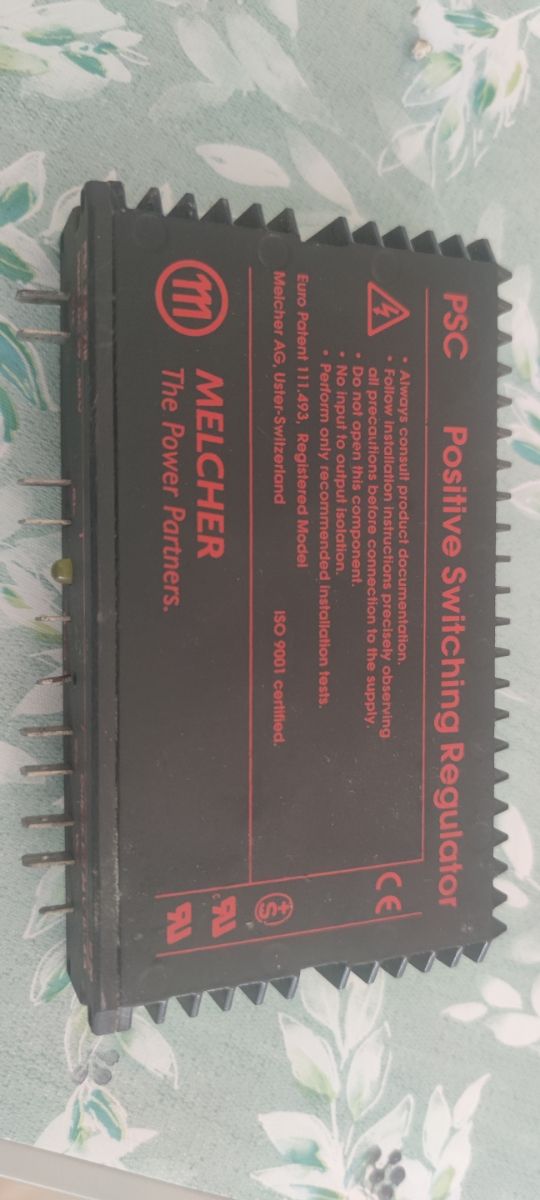 PSC Positive Switching Regulator
• Always consult product documentation.
• Follow installation instructions precisely observing
all precautions before connection to the supply.
• Do not open this component.
• No input to output isolation.
• Perform only recommended installation tests.
Euro Patent 111.493, Registered Model
Melcher AG, Uster-Switzerland ISO 9001 certified.
MELCHER
The Power Partners.
CE
+S
c RU
RU